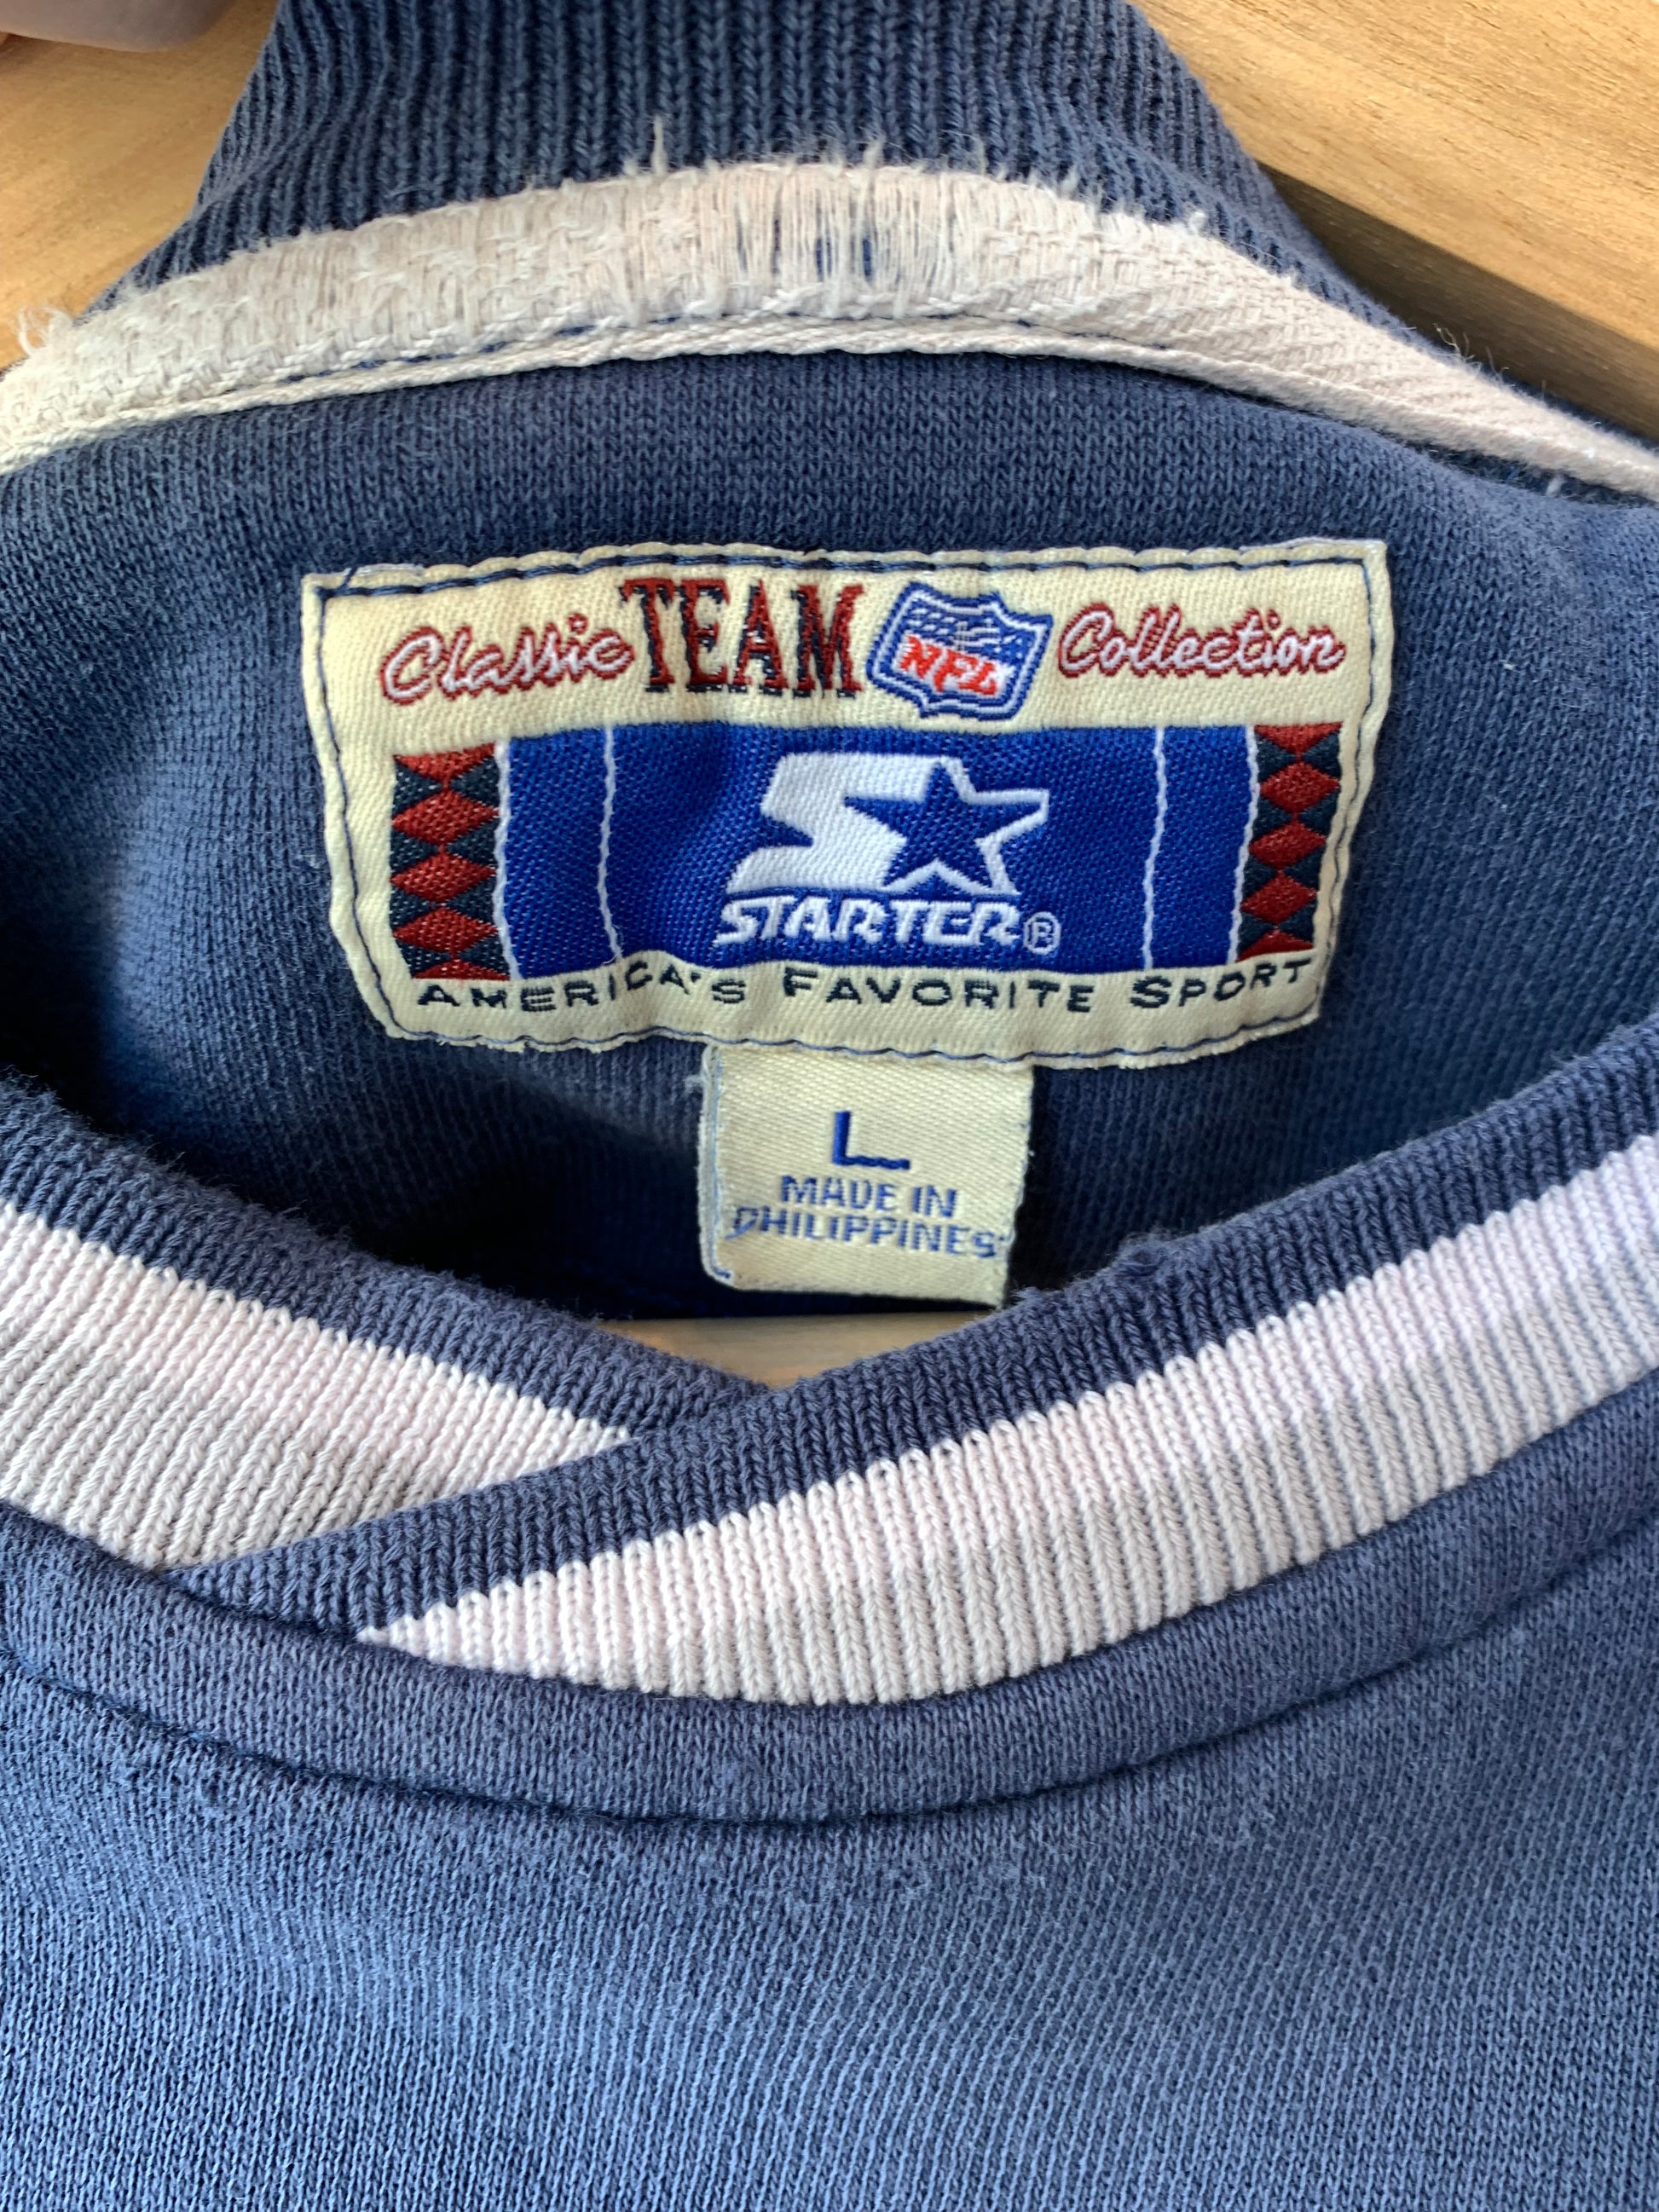 Classic TEAM NFL Collection
STARTER®
AMERICA'S FAVORITE SPORT
L
MADE IN
PHILIPPINES